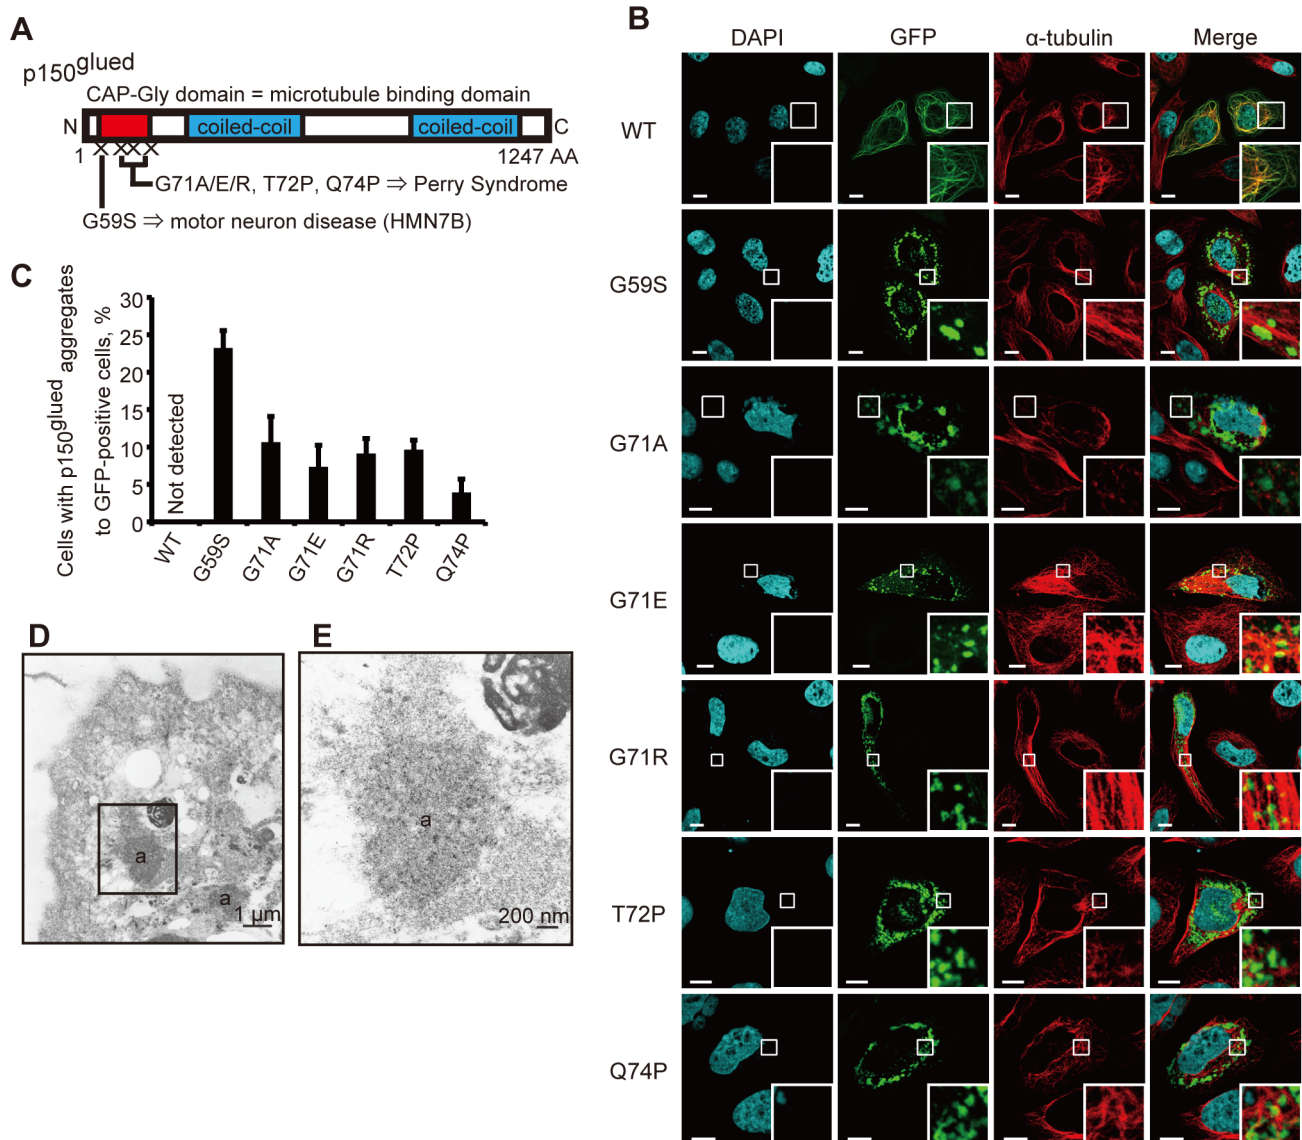 A
p150glued
CAP-Gly domain = microtubule binding domain
N coiled-coil coiled-coil C
1 1247 AA
G71A/E/R, T72P, Q74P ⇒ Perry Syndrome
G59S ⇒ motor neuron disease (HMN7B)
B
DAPI GFP α-tubulin Merge
WT
G59S
G71A
G71E
G71R
T72P
Q74P
C
Cells with p150glued aggregates
to GFP-positive cells, %
30
25
20
15
10
5
0
Not detected
WT G59S G71A G71E G71R T72P Q74P
D
a
a
1 µm
E
a
200 nm